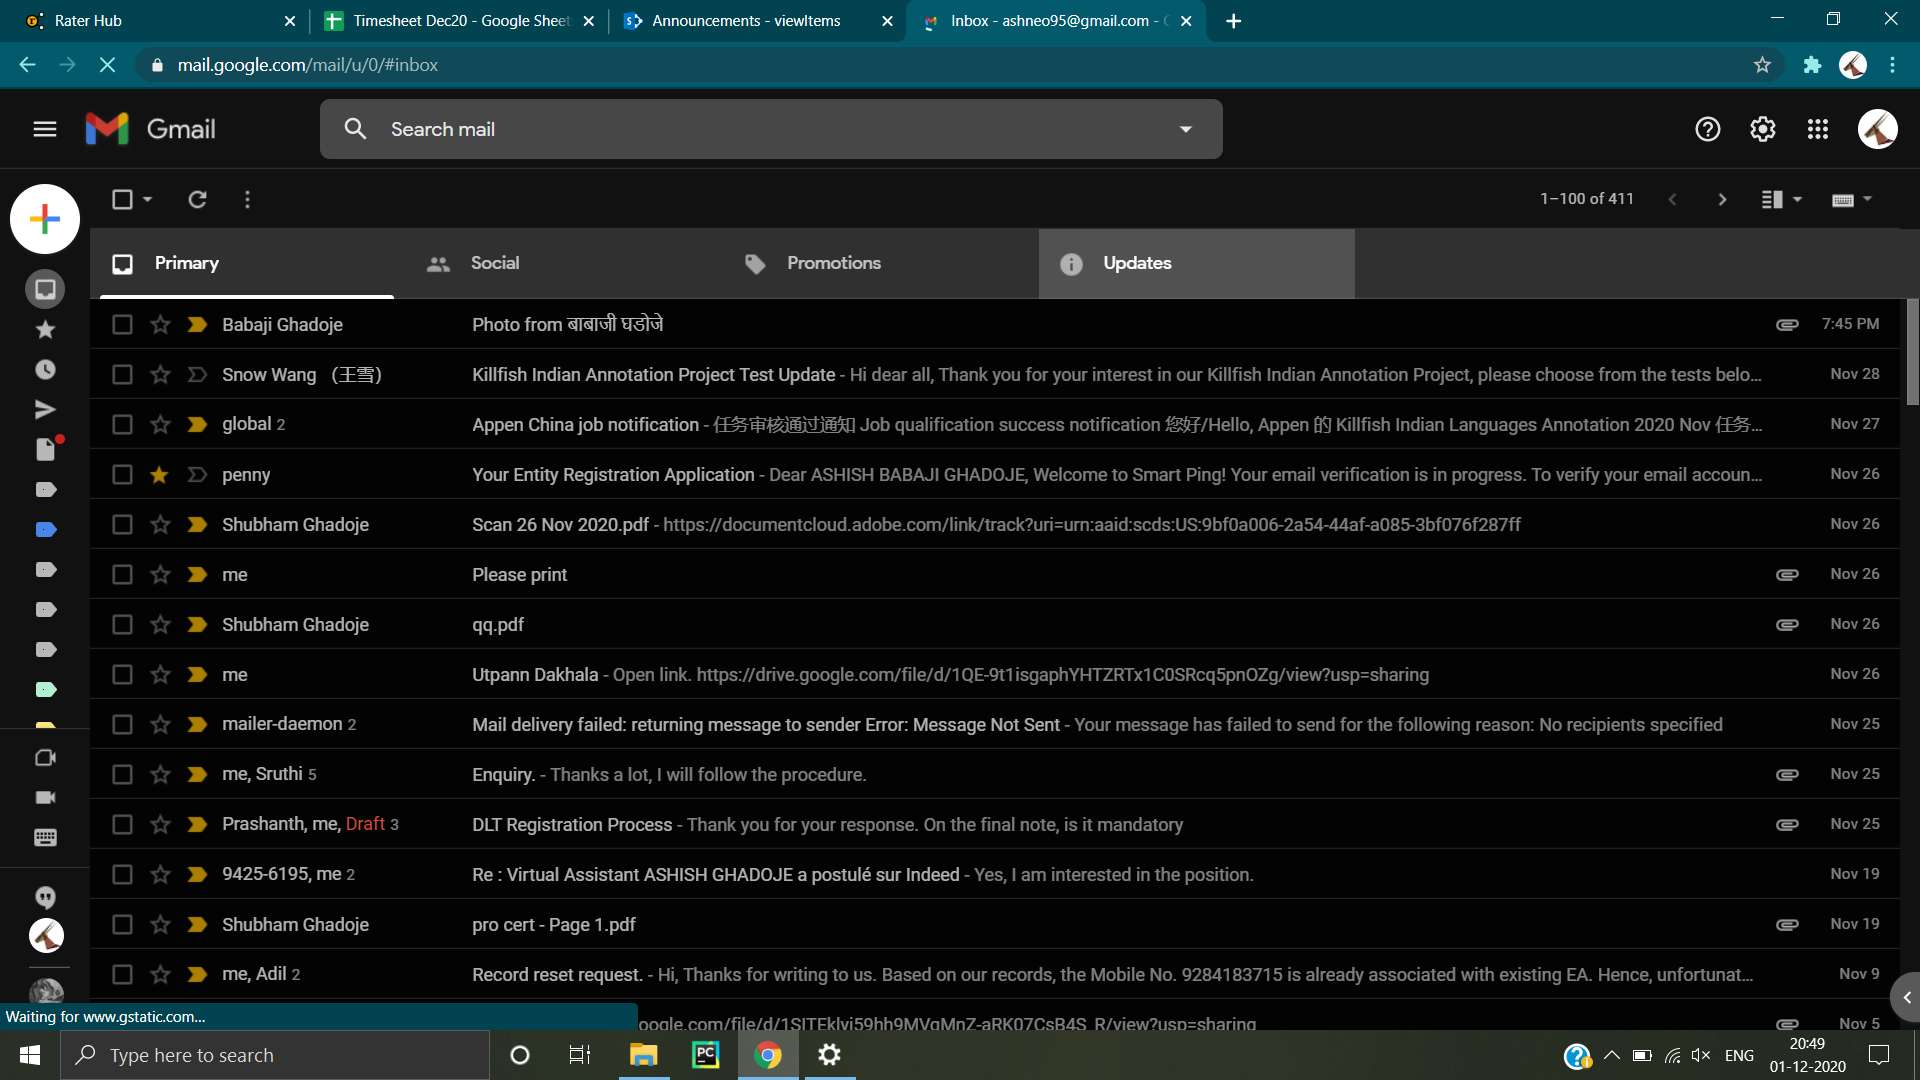 Rater Hub
Timesheet Dec20 - Google Sheet
Announcements - viewItems
Inbox - ashneo95@gmail.com -
mail.google.com/mail/u/0/#inbox
Gmail
Search mail
1–100 of 411
Primary
Social
Promotions
Updates
Babaji Ghadoje Photo from बाबाजी घडोजे 7:45 PM
Snow Wang （王雪） Killfish Indian Annotation Project Test Update - Hi dear all, Thank you for your interest in our Killfish Indian Annotation Project, please choose from the tests belo... Nov 28
global 2 Appen China job notification - 任务审核通过通知 Job qualification success notification 您好/Hello, Appen 的 Killfish Indian Languages Annotation 2020 Nov 任务... Nov 27
penny Your Entity Registration Application - Dear ASHISH BABAJI GHADOJE, Welcome to Smart Ping! Your email verification is in progress. To verify your email accoun... Nov 26
Shubham Ghadoje Scan 26 Nov 2020.pdf - https://documentcloud.adobe.com/link/track?uri=urn:aaid:scds:US:9bf0a006-2a54-44af-a085-3bf076f287ff Nov 26
me Please print Nov 26
Shubham Ghadoje qq.pdf Nov 26
me Utpann Dakhala - Open link. https://drive.google.com/file/d/1QE-9t1isgaphYHTZRTx1C0SRcq5pnOZg/view?usp=sharing Nov 26
mailer-daemon 2 Mail delivery failed: returning message to sender Error: Message Not Sent - Your message has failed to send for the following reason: No recipients specified Nov 25
me, Sruthi 5 Enquiry. - Thanks a lot, I will follow the procedure. Nov 25
Prashanth, me, Draft 3 DLT Registration Process - Thank you for your response. On the final note, is it mandatory Nov 25
9425-6195, me 2 Re : Virtual Assistant ASHISH GHADOJE a postulé sur Indeed - Yes, I am interested in the position. Nov 19
Shubham Ghadoje pro cert - Page 1.pdf Nov 19
me, Adil 2 Record reset request. - Hi, Thanks for writing to us. Based on our records, the Mobile No. 9284183715 is already associated with existing EA. Hence, unfortunat... Nov 9
Nov 5
Waiting for www.gstatic.com...
Type here to search
PC
ENG
20:49
01-12-2020